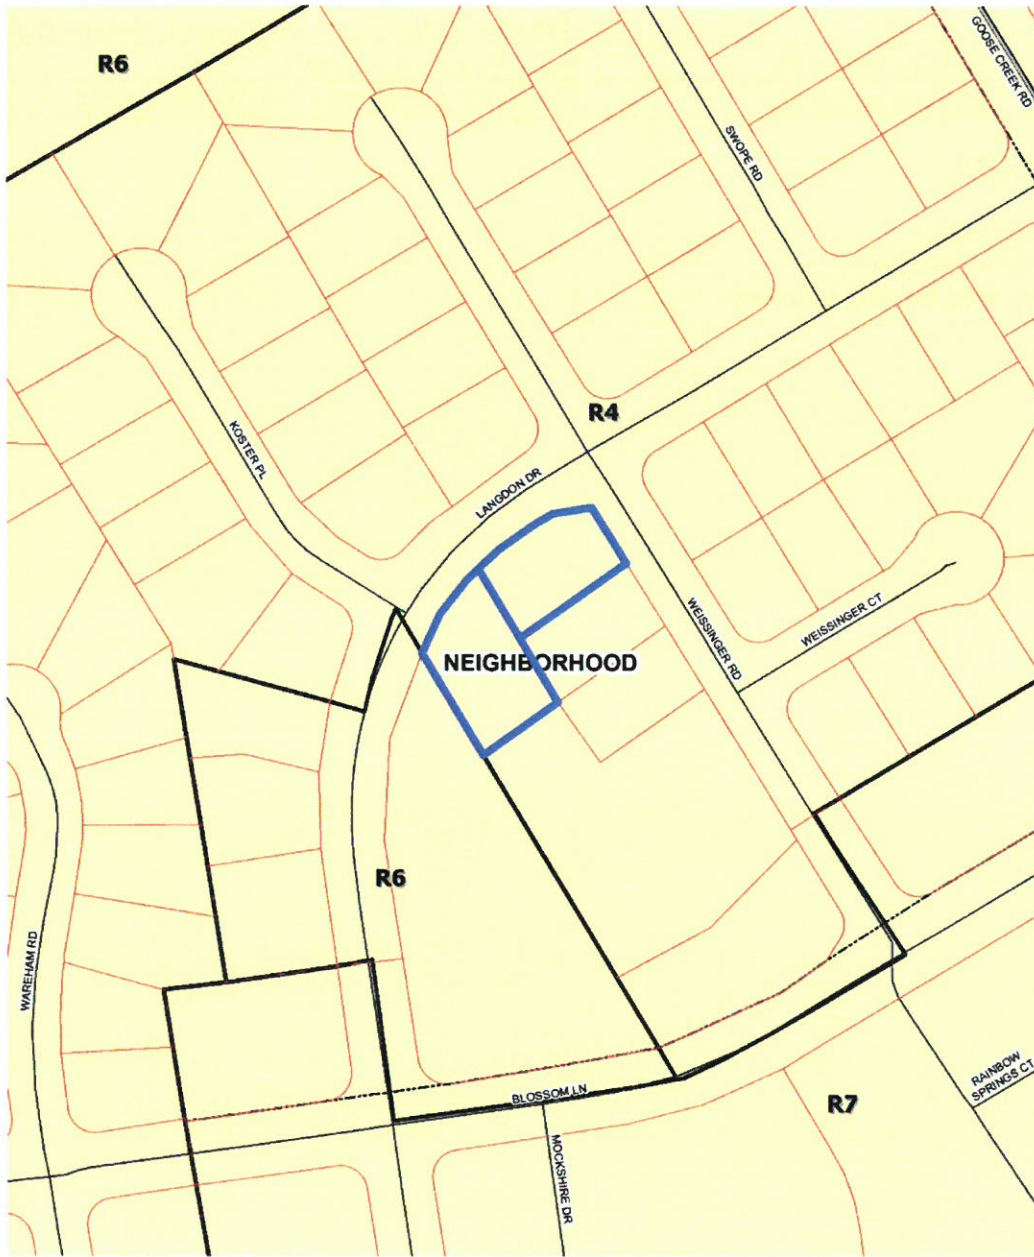 R6
GOOSE CREEK RD
SWOPE RD
R4
KOSTER PL
LANGDON DR
WEISSINGER RD
WEISSINGER CT
NEIGHBORHOOD
R6
WAREHAM RD
BLOSSOM LN
MOCKSHIRE DR
R7
RAINBOW
SPRINGS CT